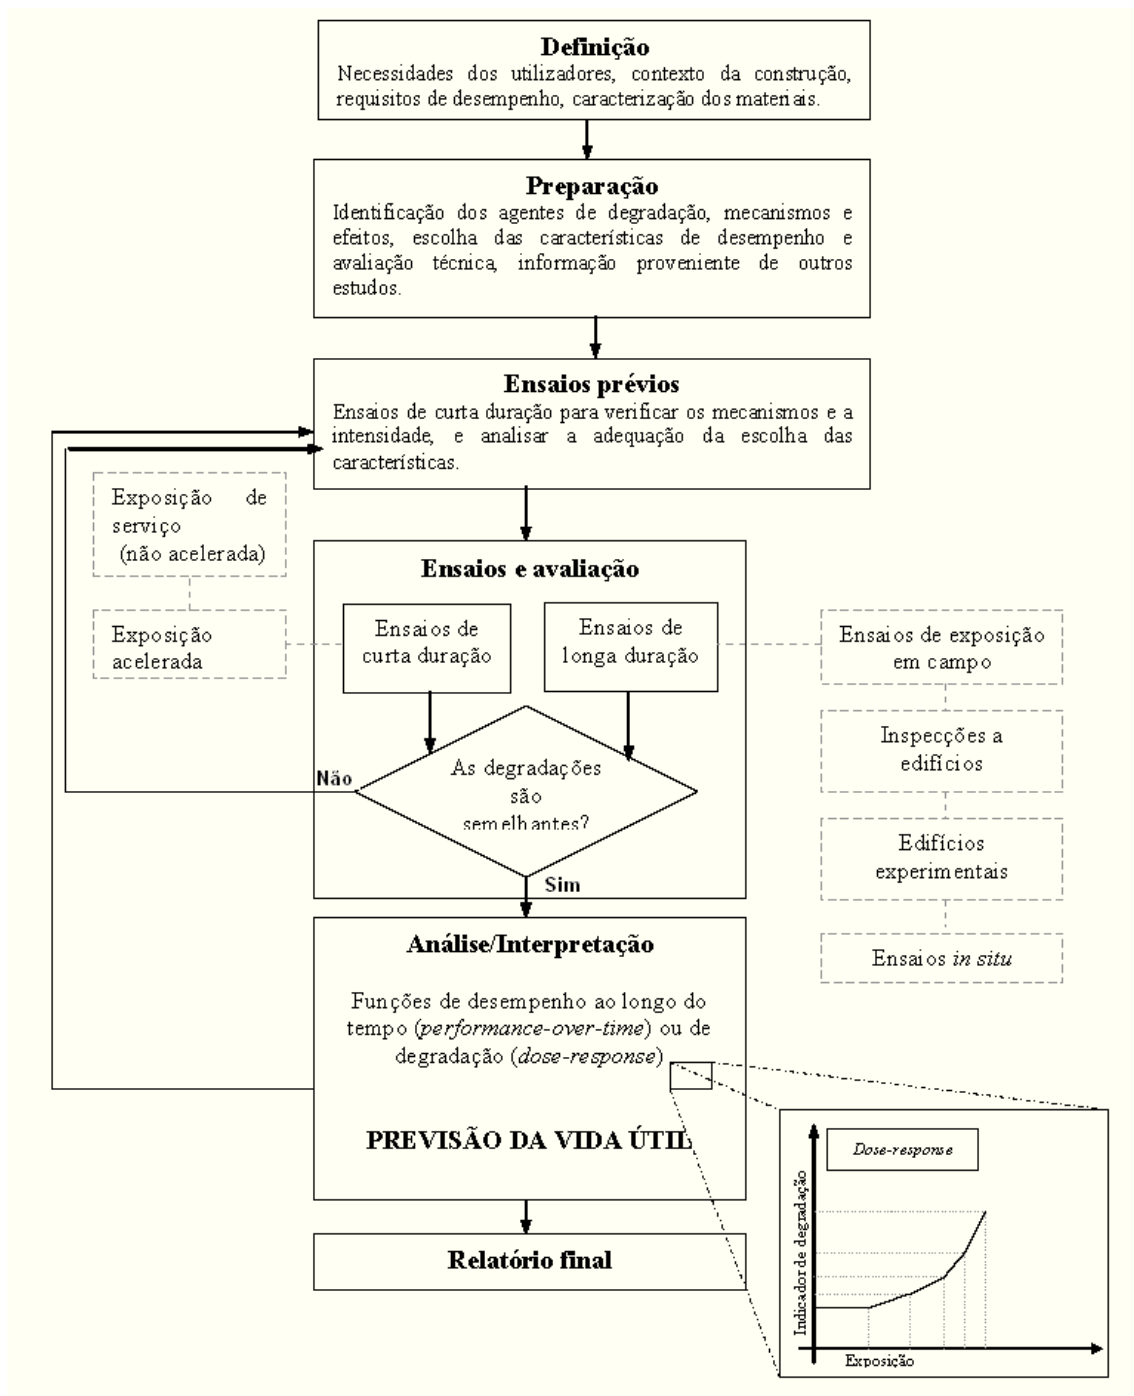 Definição
Necessidades dos utilizadores, contexto da construção,
requisitos de desempenho, caracterização dos materiais.
Preparação
Identificação dos agentes de degradação, mecanismos e
efeitos, escolha das características de desempenho e
avaliação técnica, informação proveniente de outros
estudos.
Ensaios prévios
Ensaios de curta duração para verificar os mecanismos e a
intensidade, e analisar a adequação da escolha das
características.
Exposição de
serviço
(não acelerada)
Exposição
acelerada
Ensaios e avaliação
Ensaios de
curta duração
Ensaios de
longa duração
Ensaios de exposição
em campo
Inspecções a
edifícios
Edifícios
experimentais
Ensaios in situ
As degradações
são
semelhantes?
Não
Sim
Análise/Interpretação
Funções de desempenho ao longo do
tempo (performance-over-time) ou de
degradação (dose-response)
PREVISÃO DA VIDA ÚTIL
Relatório final
Dose-response
Indicador de degradação
Exposição